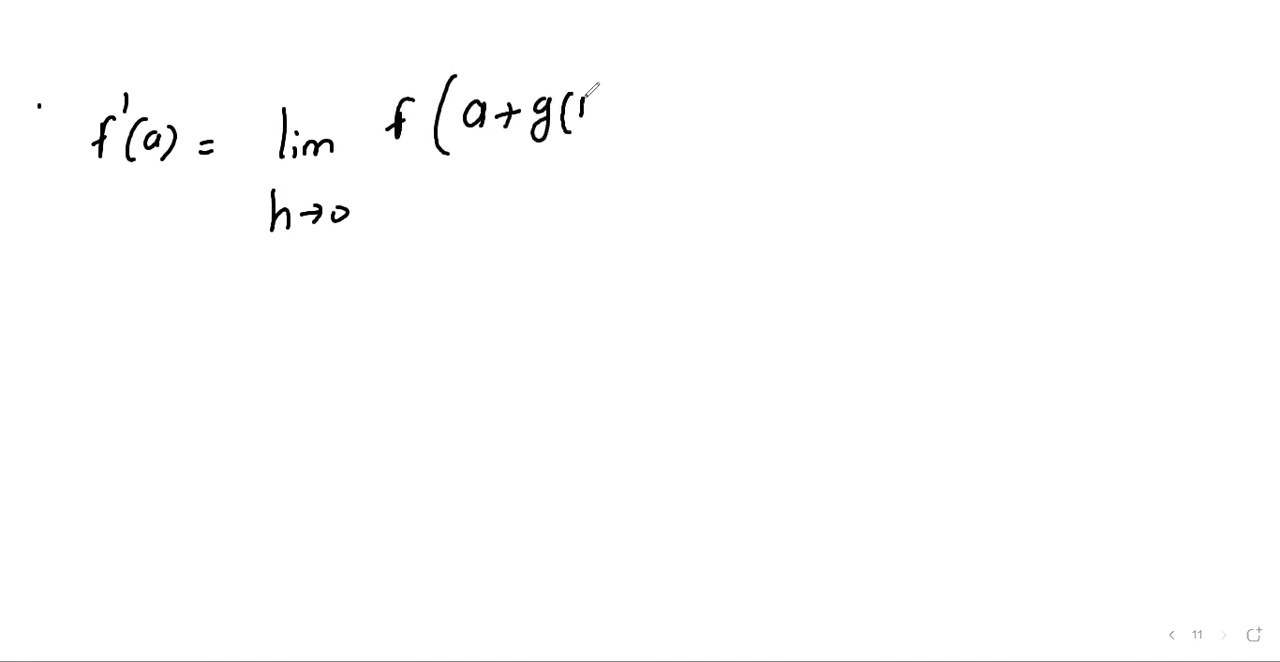 f'(a) = lim f(a+g(
h→0
11